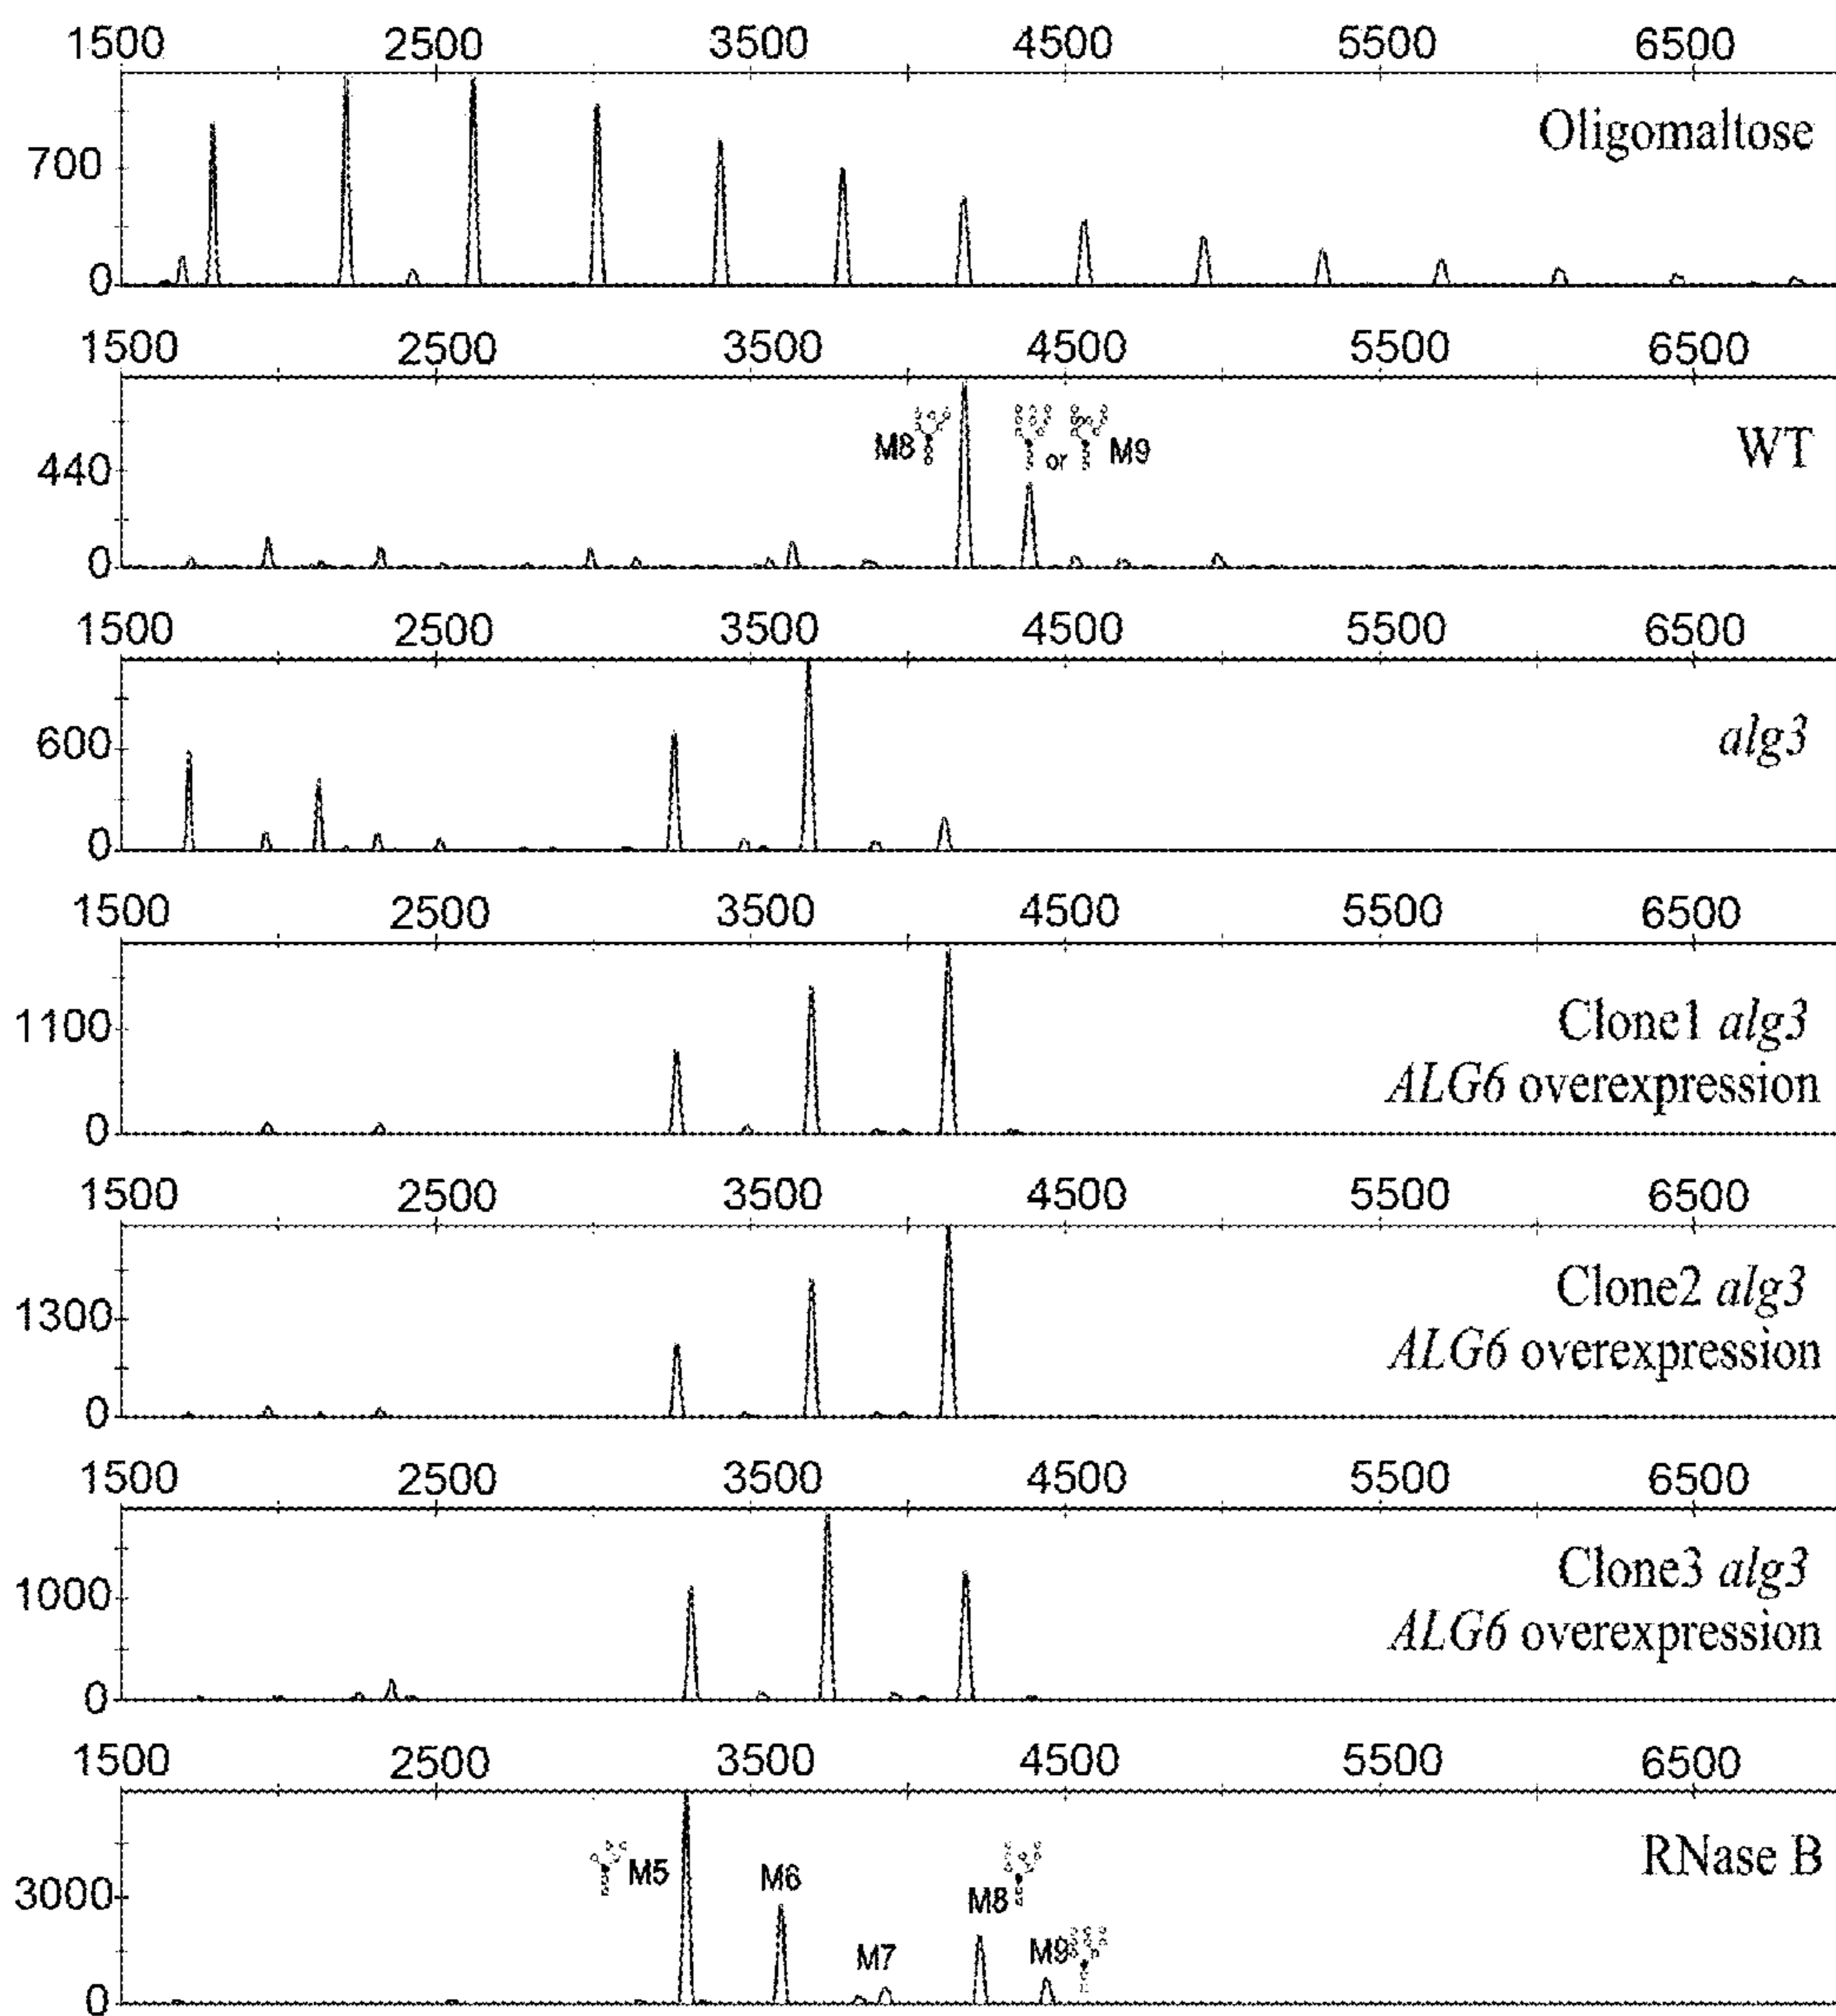 1500 2500 3500 4500 5500 6500
Oligomaltose
700
0
1500 2500 3500 4500 5500 6500
M8 or M9
WT
440
0
1500 2500 3500 4500 5500 6500
alg3
600
0
1500 2500 3500 4500 5500 6500
1100
Clone1 alg3
ALG6 overexpression
0
1500 2500 3500 4500 5500 6500
Clone2 alg3
1300
ALG6 overexpression
0
1500 2500 3500 4500 5500 6500
Clone3 alg3
1000
ALG6 overexpression
0
1500 2500 3500 4500 5500 6500
RNase B
M5 M6
3000
M8
M7 M9
0